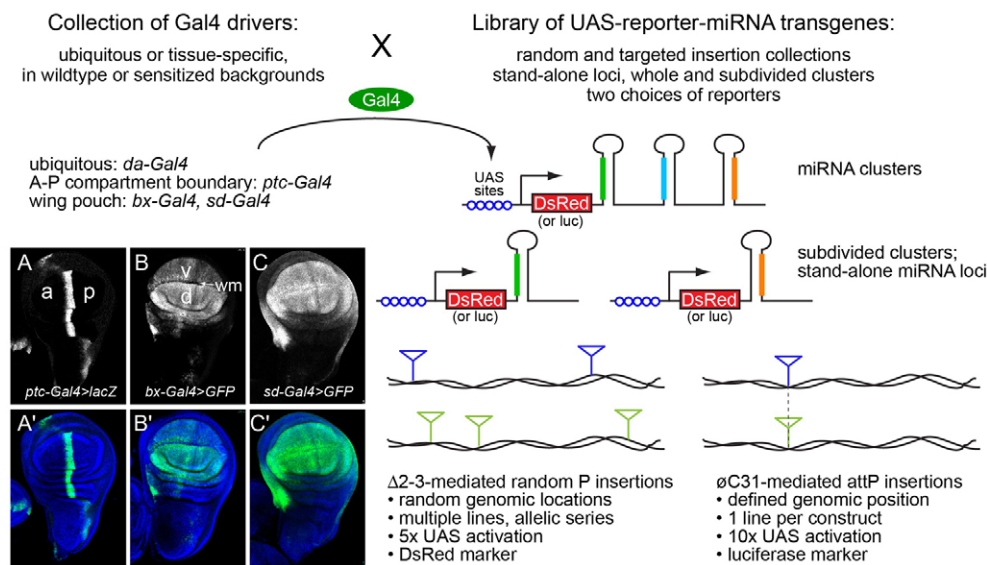 Collection of Gal4 drivers:
ubiquitous or tissue-specific,
in wildtype or sensitized backgrounds
X
Library of UAS-reporter-miRNA transgenes:
random and targeted insertion collections
stand-alone loci, whole and subdivided clusters
two choices of reporters
Gal4
ubiquitous: da-Gal4
A-P compartment boundary: ptc-Gal4
wing pouch: bx-Gal4, sd-Gal4
UAS
sites
DsRed
(or luc)
miRNA clusters
subdivided clusters;
stand-alone miRNA loci
DsRed
(or luc)
DsRed
(or luc)
A
a
p
ptc-Gal4>lacZ
B
v
wm
d
bx-Gal4>GFP
C
sd-Gal4>GFP
A'
B'
C'
Δ2-3-mediated random P insertions
• random genomic locations
• multiple lines, allelic series
• 5x UAS activation
• DsRed marker
øC31-mediated attP insertions
• defined genomic position
• 1 line per construct
• 10x UAS activation
• luciferase marker